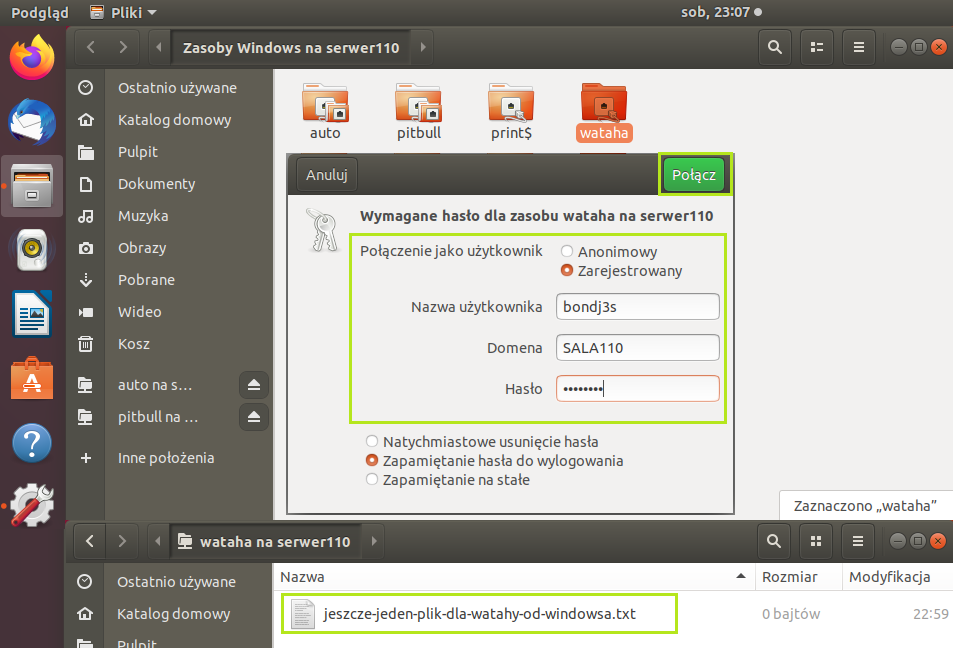 Podgląd Pliki sob, 23:07
Zasoby Windows na serwer110
Ostatnio używane
Katalog domowy
Pulpit
Dokumenty
Muzyka
Obrazy
Pobrane
Wideo
Kosz
auto na s…
pitbull na …
Inne położenia
auto pitbull print$ wataha
Anuluj Połącz
Wymagane hasło dla zasobu wataha na serwer110
Połączenie jako użytkownik Anonimowy
Zarejestrowany
Nazwa użytkownika bondj3s
Domena SALA110
Hasło ••••••••
Natychmiastowe usunięcie hasła
Zapamiętanie hasła do wylogowania
Zapamiętanie na stałe
Zaznaczono „wataha”
wataha na serwer110
Ostatnio używane
Katalog domowy
Pulpit
Nazwa Rozmiar Modyfikacja
jeszcze-jeden-plik-dla-watahy-od-windowsa.txt 0 bajtów 22:59